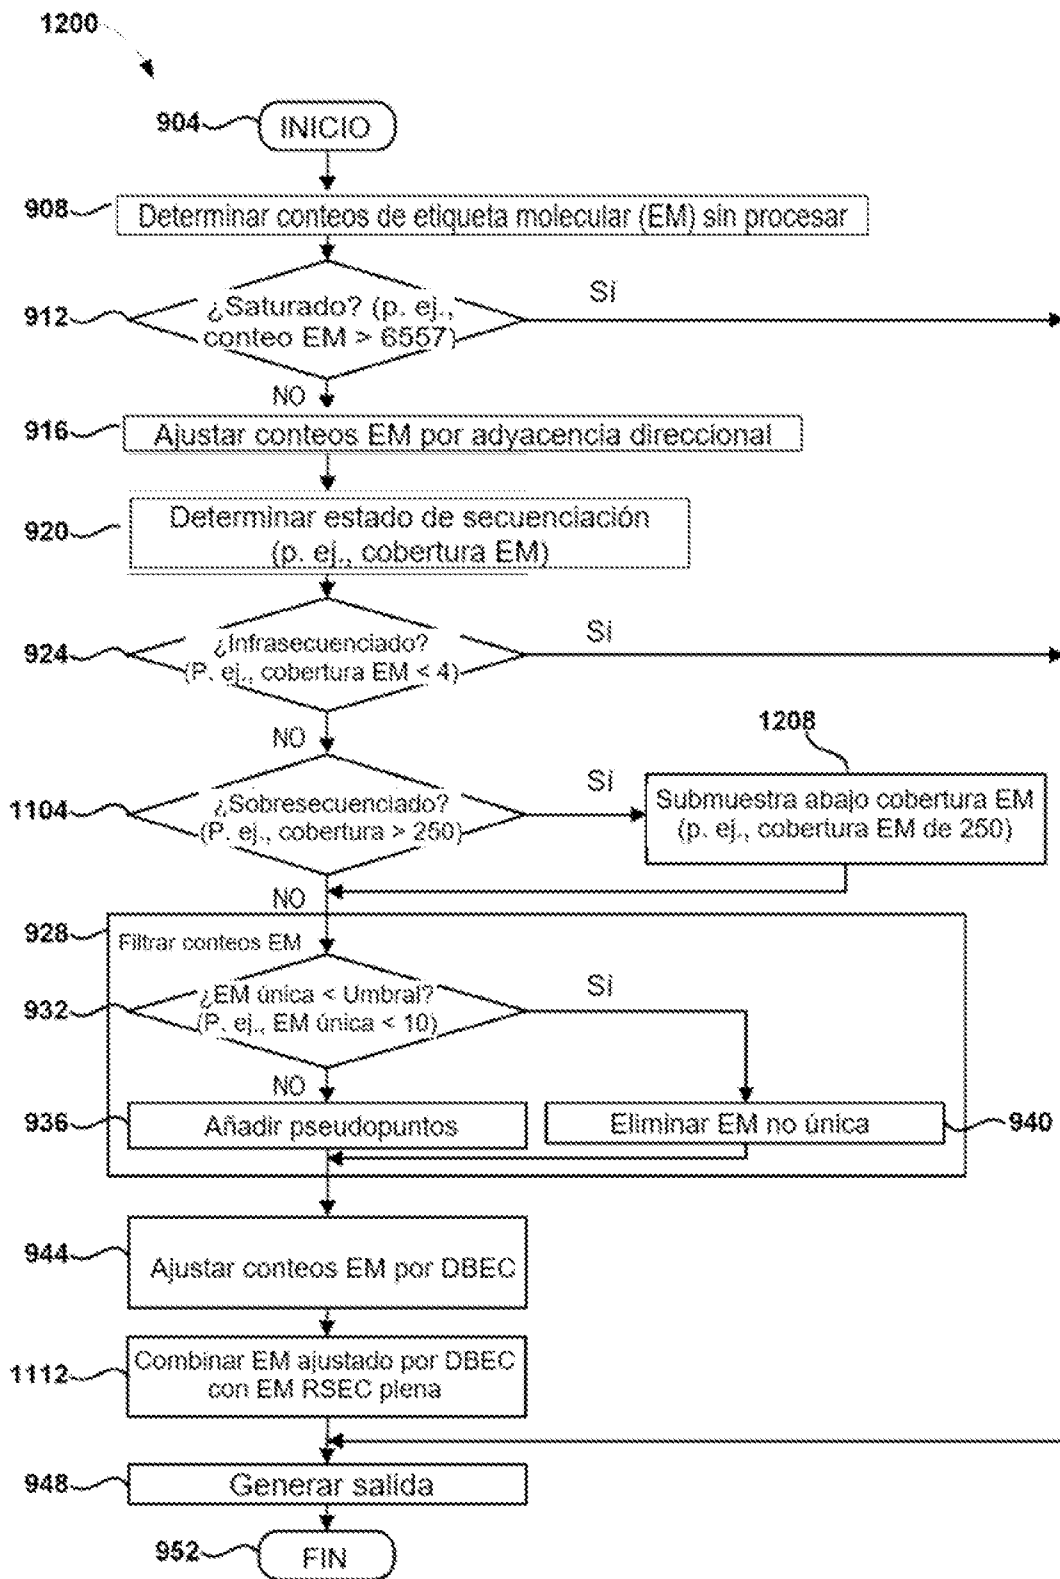 1200
904
INICIO
908
Determinar conteos de etiqueta molecular (EM) sin procesar
912
¿Saturado? (p. ej.,
conteo EM > 6557)
Sí
NO
916
Ajustar conteos EM por adyacencia direccional
920
Determinar estado de secuenciación
(p. ej., cobertura EM)
924
¿Infrasecuenciado?
(P. ej., cobertura EM < 4)
Sí
NO
1208
1104
¿Sobresecuenciado?
(P. ej., cobertura > 250)
Sí
Submuestra abajo cobertura EM
(p. ej., cobertura EM de 250)
NO
928
Filtrar conteos EM
932
¿EM única < Umbral?
(P. ej., EM única < 10)
Sí
NO
936
Añadir pseudopuntos
Eliminar EM no única
940
944
Ajustar conteos EM por DBEC
1112
Combinar EM ajustado por DBEC
con EM RSEC plena
948
Generar salida
952
FIN